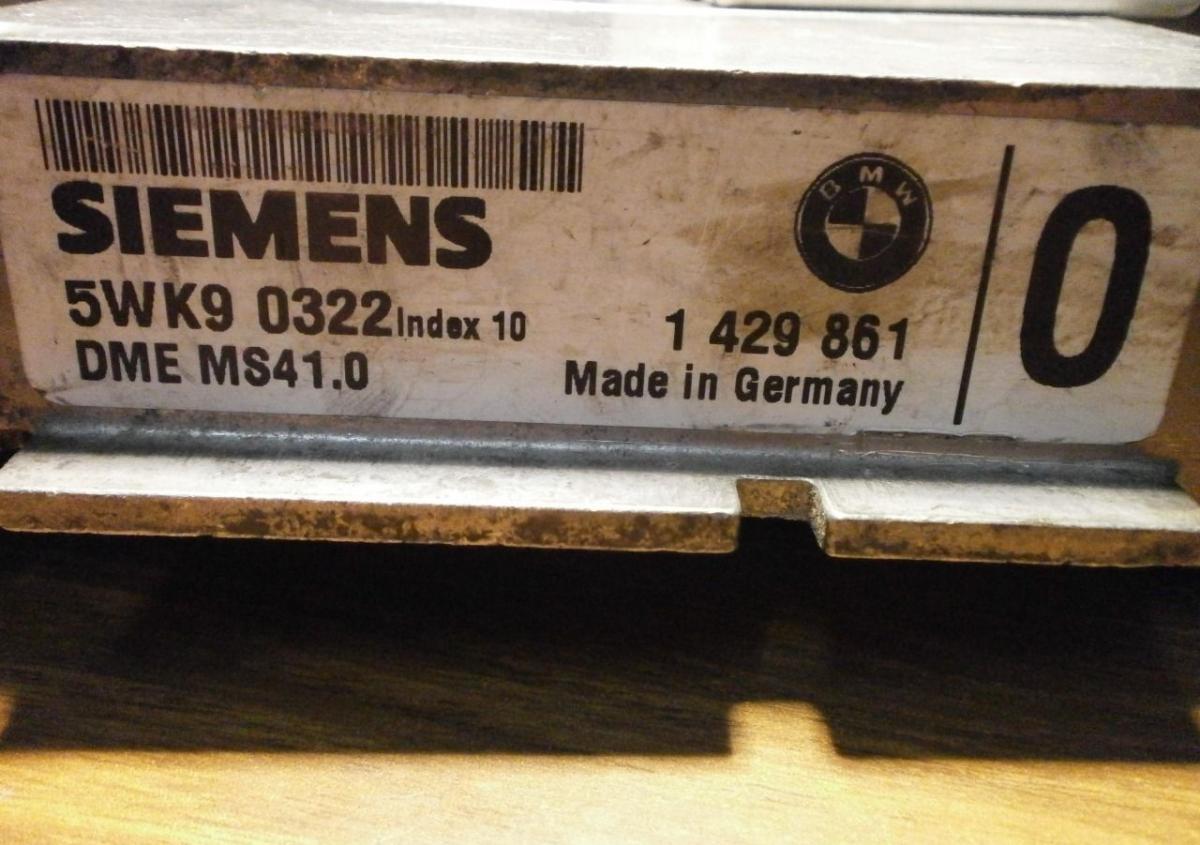 SIEMENS
5WK9 0322 Index 10
DME MS41.0
BMW
1 429 861
Made in Germany
0